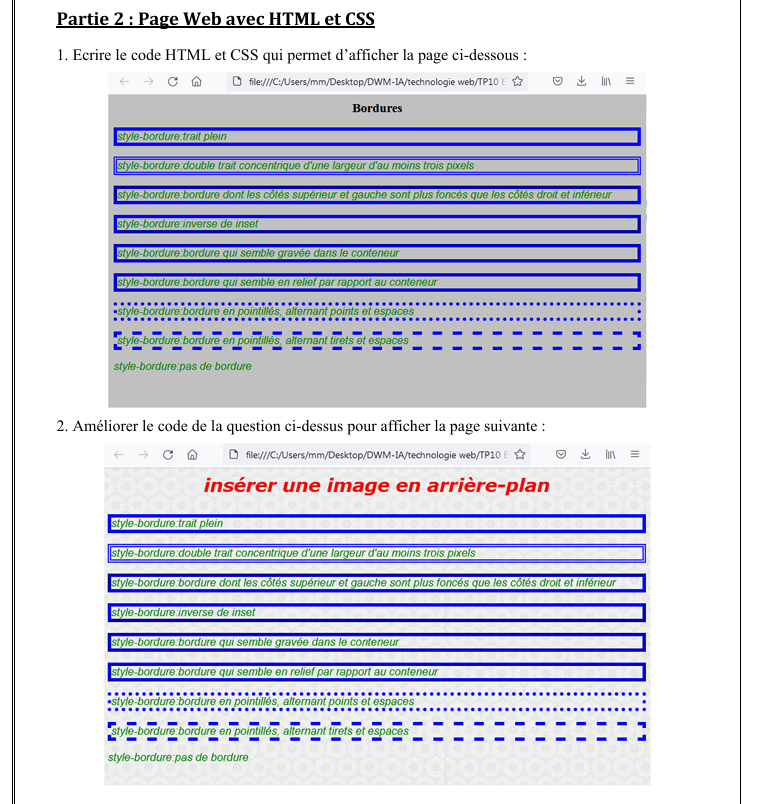 Partie 2 : Page Web avec HTML et CSS
1. Ecrire le code HTML et CSS qui permet d’afficher la page ci-dessous :
file:///C:/Users/mm/Desktop/DWM-IA/technologie web/TP10 E
Bordures
style-bordure:trait plein
style-bordure:double trait concentrique d'une largeur d'au moins trois pixels
style-bordure:bordure dont les côtés supérieur et gauche sont plus foncés que les côtés droit et inférieur
style-bordure:inverse de inset
style-bordure:bordure qui semble gravée dans le conteneur
style-bordure:bordure qui semble en relief par rapport au conteneur
style-bordure:bordure en pointillés, alternant points et espaces
style-bordure:bordure en pointillés, alternant tirets et espaces
style-bordure:pas de bordure
2. Améliorer le code de la question ci-dessus pour afficher la page suivante :
file:///C:/Users/mm/Desktop/DWM-IA/technologie web/TP10 E
insérer une image en arrière-plan
style-bordure:trait plein
style-bordure:double trait concentrique d'une largeur d'au moins trois pixels
style-bordure:bordure dont les côtés supérieur et gauche sont plus foncés que les côtés droit et inférieur
style-bordure:inverse de inset
style-bordure:bordure qui semble gravée dans le conteneur
style-bordure:bordure qui semble en relief par rapport au conteneur
style-bordure:bordure en pointillés, alternant points et espaces
style-bordure:bordure en pointillés, alternant tirets et espaces
style-bordure:pas de bordure